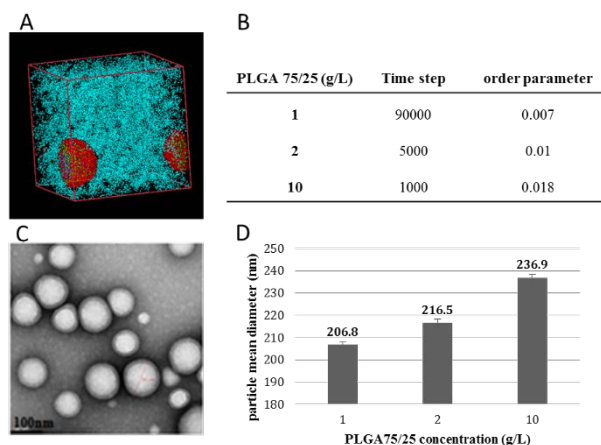 A
B
PLGA 75/25 (g/L) Time step order parameter
1 90000 0.007
2 5000 0.01
10 1000 0.018
C
100nm
D
particle mean diameter (nm)
250
240
230
220
210
200
190
180
206.8
216.5
236.9
1 2 10
PLGA75/25 concentration (g/L)